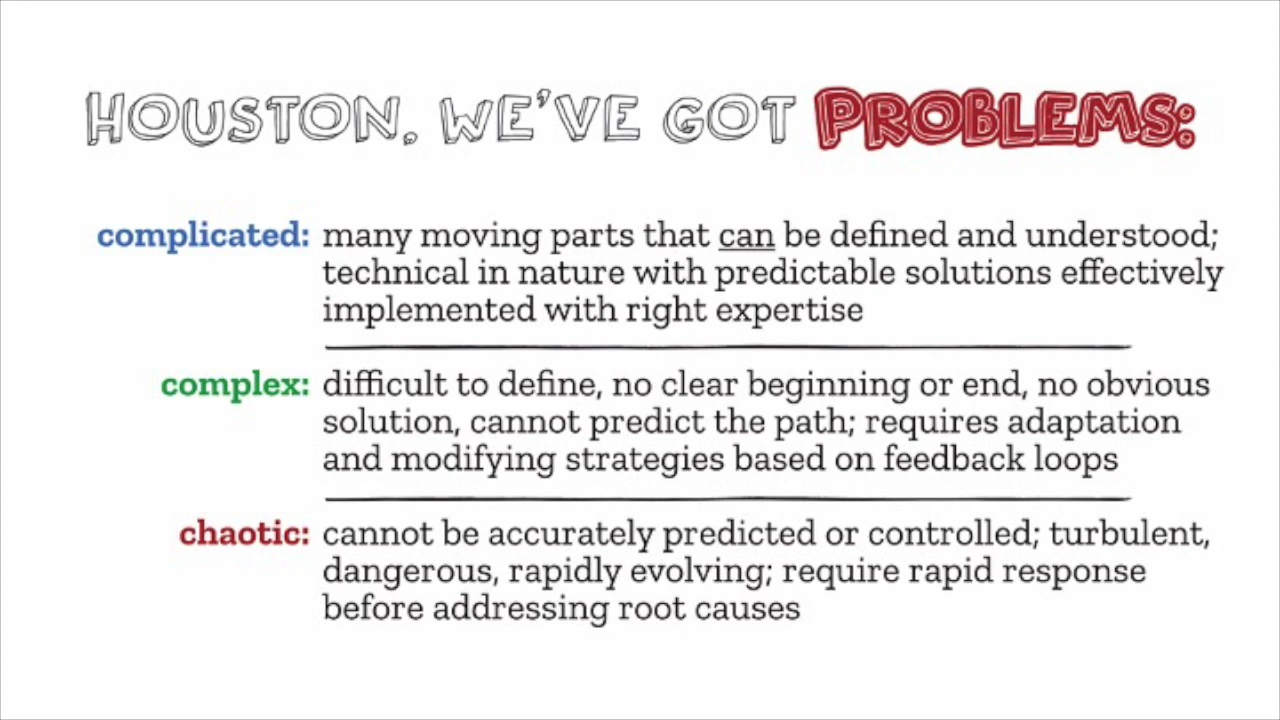 HOUSTON, WE'VE GOT PROBLEMS:
complicated: many moving parts that can be defined and understood;
technical in nature with predictable solutions effectively
implemented with right expertise
complex: difficult to define, no clear beginning or end, no obvious
solution, cannot predict the path; requires adaptation
and modifying strategies based on feedback loops
chaotic: cannot be accurately predicted or controlled; turbulent,
dangerous, rapidly evolving; require rapid response
before addressing root causes